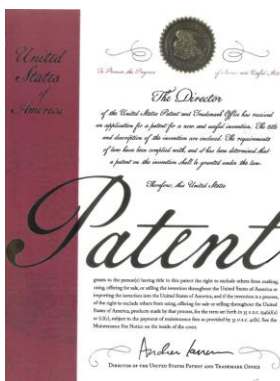 United
States
of
America
To Promote the Progress
of Science and Useful Arts
The Director
of the United States Patent and Trademark Office has received
an application for a patent for a new and useful invention. The title
and description of the invention are enclosed. The requirements
of law have been complied with, and it has been determined that
a patent on the invention shall be granted under the law.
Therefore, this United States
Patent
grants to the person(s) having title to this patent the right to exclude others from making,
using, offering for sale, or selling the invention throughout the United States of America or
importing the invention into the United States of America, and if the invention is a process,
of the right to exclude others from using, offering for sale or selling throughout the United
States of America, products made by that process, for the term set forth in 35 U.S.C. 154(a)(2)
or (c)(1), subject to the payment of maintenance fees as provided by 35 U.S.C. 41(b). See the
Maintenance Fee Notice on the inside of the cover.
Director of the United States Patent and Trademark Office